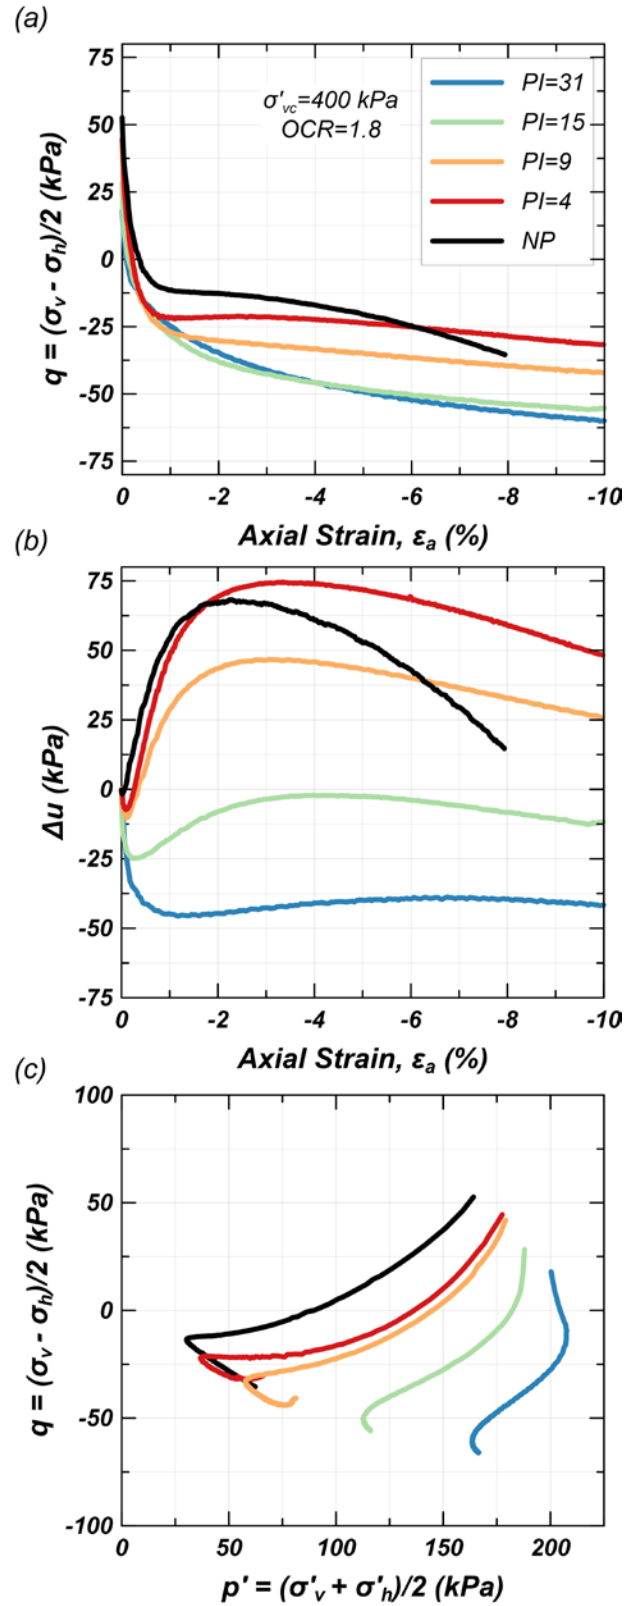 (a)
75
50
25
0
-25
-50
-75
q = (σv - σh)/2 (kPa)
σ'vc=400 kPa
OCR=1.8
PI=31
PI=15
PI=9
PI=4
NP
0 -2 -4 -6 -8 -10
Axial Strain, εa (%)
(b)
75
50
25
0
-25
-50
-75
Δu (kPa)
0 -2 -4 -6 -8 -10
Axial Strain, εa (%)
(c)
100
50
0
-50
-100
q = (σv - σh)/2 (kPa)
0 50 100 150 200
p' = (σ'v + σ'h)/2 (kPa)